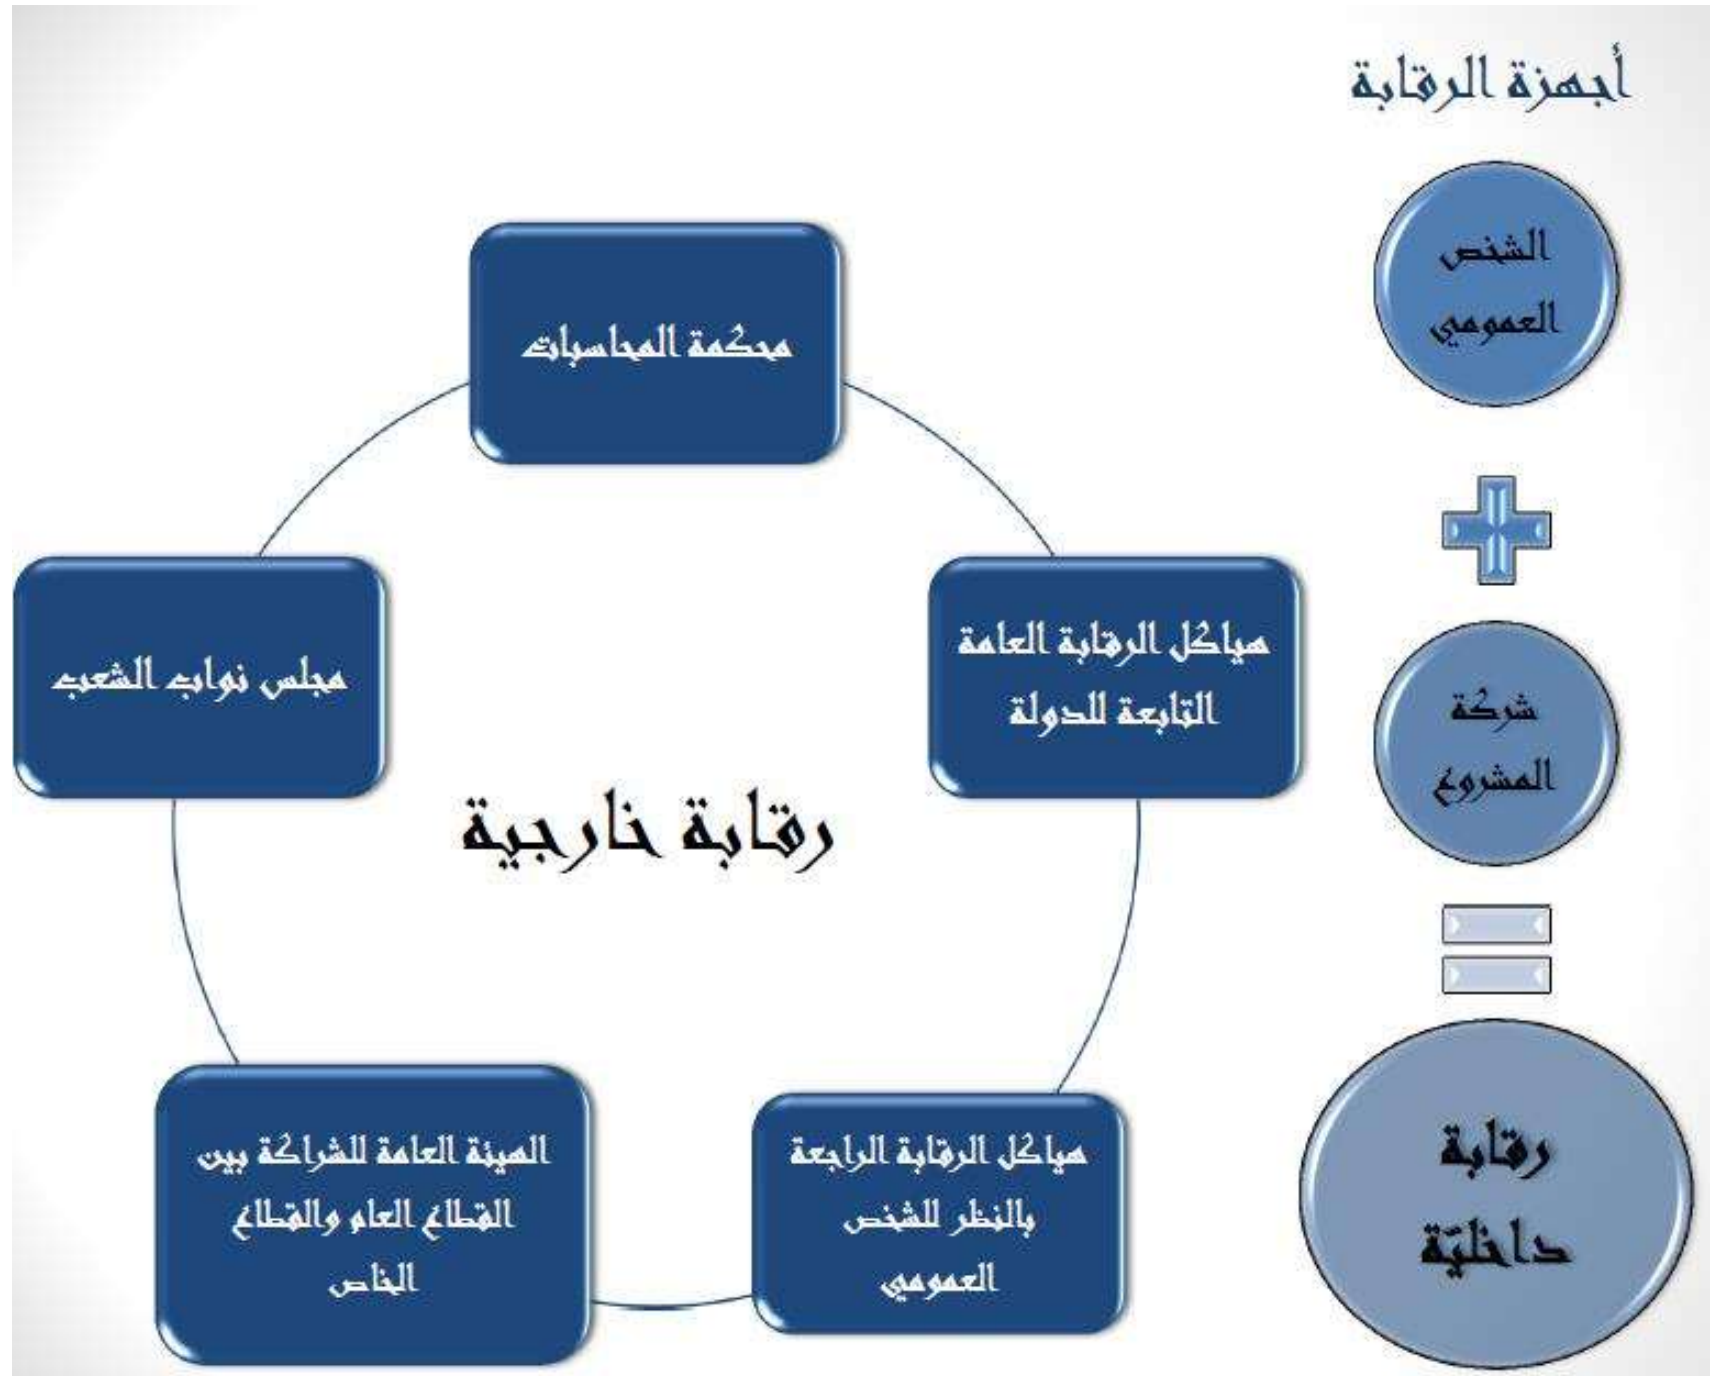 أجهزة الرقابة
الشخص
العمومي
شركة
المشروع
رقابة
داخليّة
محكمة المحاسبات
هياكل الرقابة العامة
التابعة للدولة
هياكل الرقابة الراجعة
بالنظر للشخص
العمومي
الهيئة العامة للشراكة بين
القطاع العام والقطاع
الخاص
مجلس نواب الشعب
رقابة خارجية